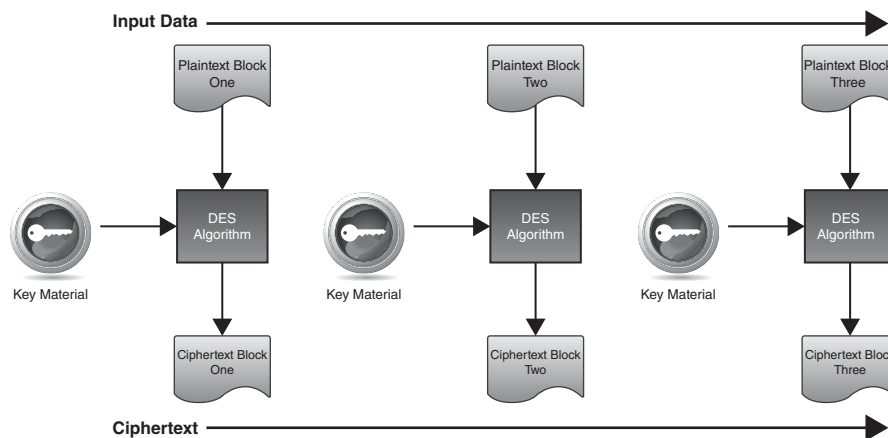 Input Data
Plaintext Block
One
Plaintext Block
Two
Plaintext Block
Three
DES
Algorithm
DES
Algorithm
DES
Algorithm
Key Material
Key Material
Key Material
Ciphertext Block
One
Ciphertext Block
Two
Ciphertext Block
Three
Ciphertext